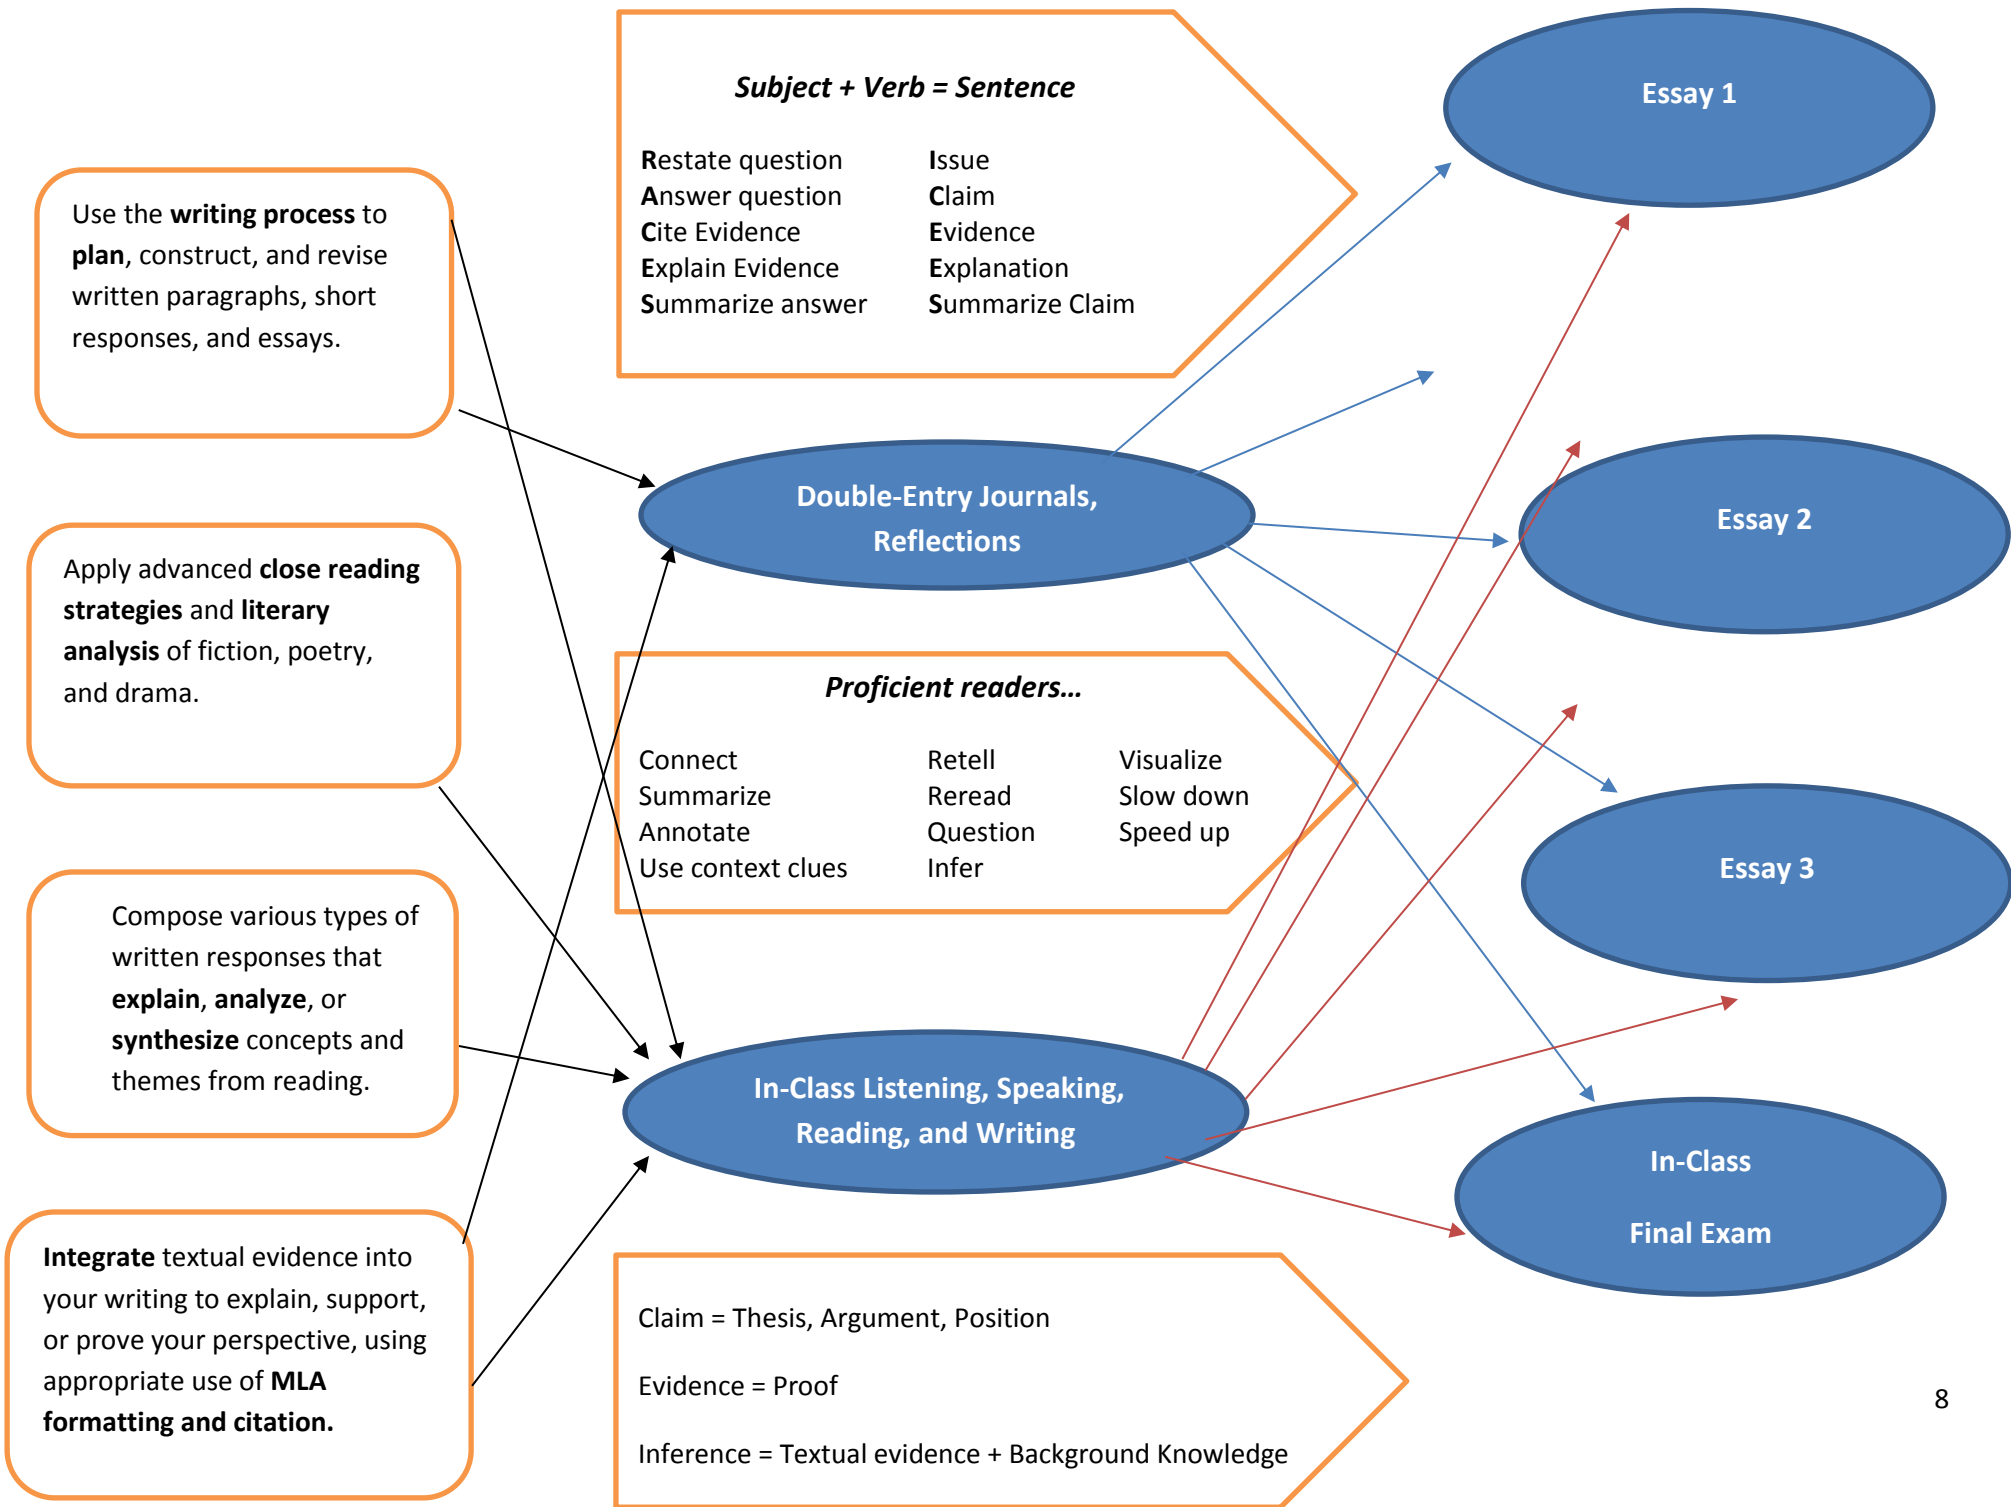 Use the writing process to
plan, construct, and revise
written paragraphs, short
responses, and essays.
Apply advanced close reading
strategies and literary
analysis of fiction, poetry,
and drama.
Compose various types of
written responses that
explain, analyze, or
synthesize concepts and
themes from reading.
Integrate textual evidence into
your writing to explain, support,
or prove your perspective, using
appropriate use of MLA
formatting and citation.
Subject + Verb = Sentence
Restate question
Answer question
Cite Evidence
Explain Evidence
Summarize answer
Issue
Claim
Evidence
Explanation
Summarize Claim
Double-Entry Journals,
Reflections
Proficient readers…
Connect
Summarize
Annotate
Use context clues
Retell
Reread
Question
Infer
Visualize
Slow down
Speed up
In-Class Listening, Speaking,
Reading, and Writing
Claim = Thesis, Argument, Position
Evidence = Proof
Inference = Textual evidence + Background Knowledge
Essay 1
Essay 2
Essay 3
In-Class
Final Exam
8